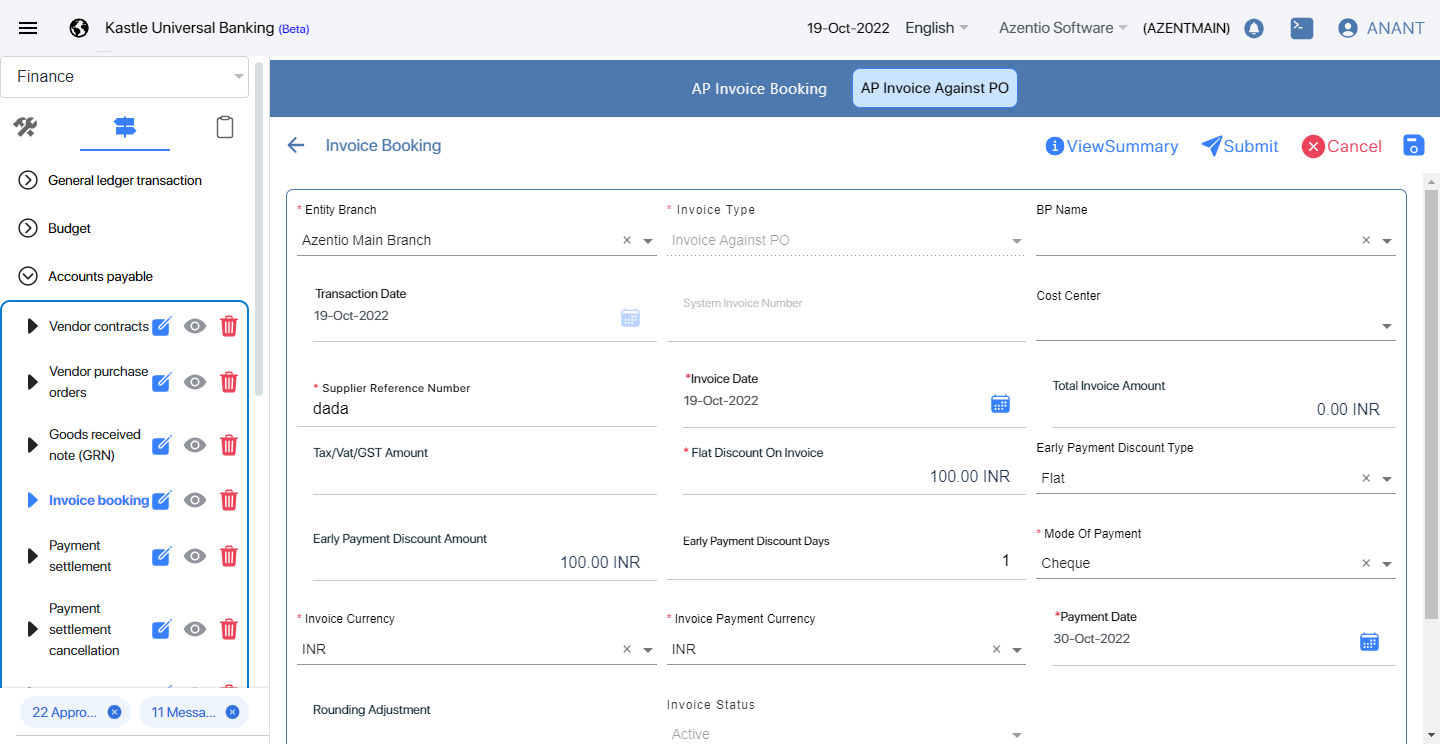 Kastle Universal Banking (Beta)
19-Oct-2022 English Azentio Software (AZENTMAIN) ANANT
Finance
General ledger transaction
Budget
Accounts payable
Vendor contracts
Vendor purchase
orders
Goods received
note (GRN)
Invoice booking
Payment
settlement
Payment
settlement
cancellation
22 Appro...
11 Messa...
AP Invoice Booking
AP Invoice Against PO
Invoice Booking
ViewSummary
Submit
Cancel
* Entity Branch
Azentio Main Branch
* Invoice Type
Invoice Against PO
BP Name
Transaction Date
19-Oct-2022
System Invoice Number
Cost Center
* Supplier Reference Number
dada
*Invoice Date
19-Oct-2022
Total Invoice Amount
0.00 INR
Tax/Vat/GST Amount
* Flat Discount On Invoice
100.00 INR
Early Payment Discount Type
Flat
Early Payment Discount Amount
100.00 INR
Early Payment Discount Days
1
* Mode Of Payment
Cheque
* Invoice Currency
INR
* Invoice Payment Currency
INR
*Payment Date
30-Oct-2022
Rounding Adjustment
Invoice Status
Active